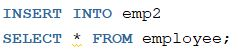 INSERT INTO emp2
SELECT * FROM employee;